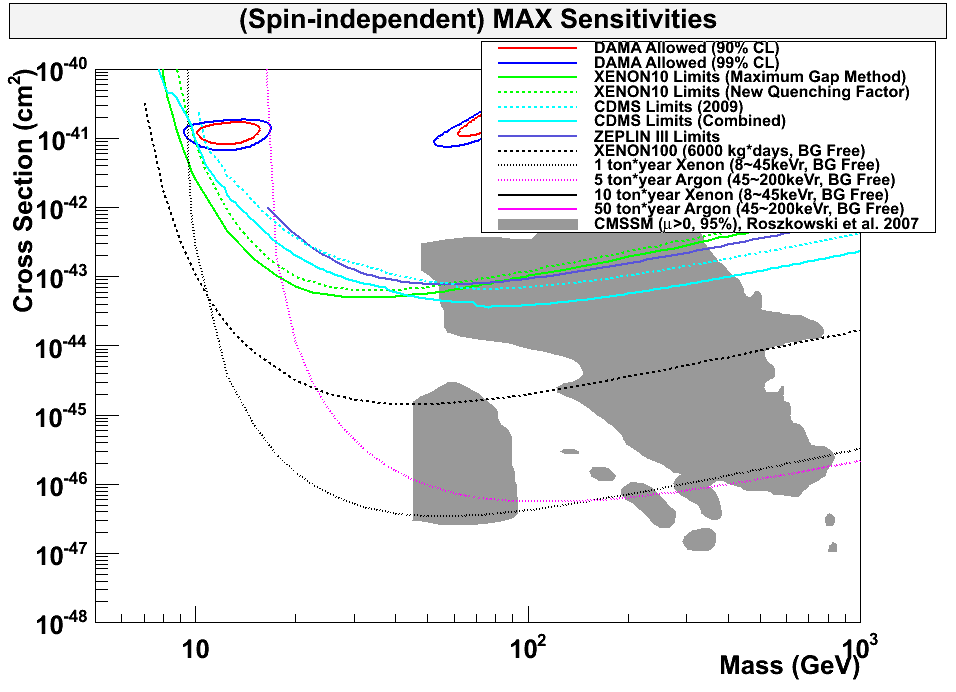 (Spin-independent) MAX Sensitivities
DAMA Allowed (90% CL)
DAMA Allowed (99% CL)
XENON10 Limits (Maximum Gap Method)
XENON10 Limits (New Quenching Factor)
CDMS Limits (2009)
CDMS Limits (Combined)
ZEPLIN III Limits
XENON100 (6000 kg*days, BG Free)
1 ton*year Xenon (8~45keVr, BG Free)
5 ton*year Argon (45~200keVr, BG Free)
10 ton*year Xenon (8~45keVr, BG Free)
50 ton*year Argon (45~200keVr, BG Free)
CMSSM (μ>0, 95%), Roszkowski et al. 2007
Cross Section (cm²)
10⁻⁴⁰
10⁻⁴¹
10⁻⁴²
10⁻⁴³
10⁻⁴⁴
10⁻⁴⁵
10⁻⁴⁶
10⁻⁴⁷
10⁻⁴⁸
10
10²
10³
Mass (GeV)